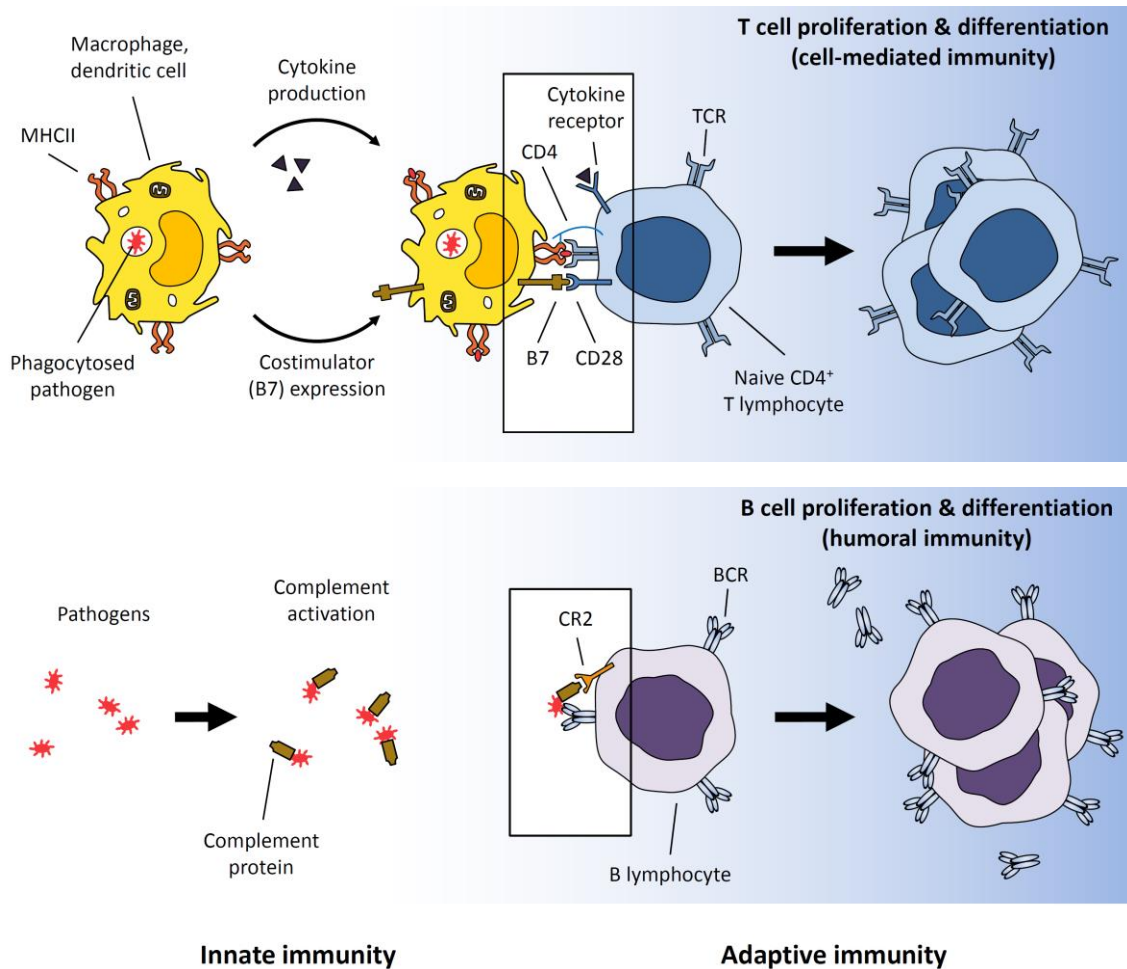 T cell proliferation & differentiation
(cell-mediated immunity)
Macrophage,
dendritic cell
Cytokine
production
Cytokine
receptor
TCR
MHCII
CD4
Phagocytosed
pathogen
Costimulator
(B7) expression
B7
CD28
Naive CD4⁺
T lymphocyte
B cell proliferation & differentiation
(humoral immunity)
Pathogens
Complement
activation
CR2
BCR
Complement
protein
B lymphocyte
Innate immunity
Adaptive immunity